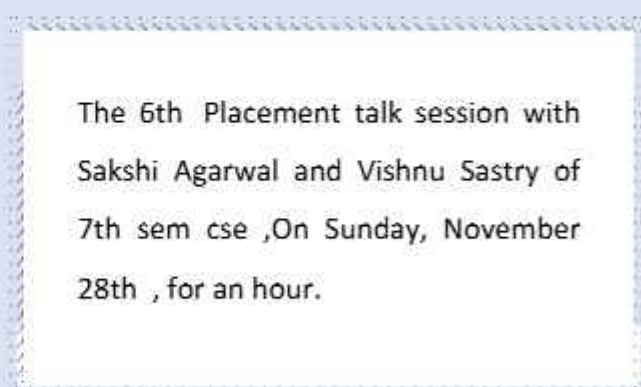 The 6th Placement talk session with
Sakshi Agarwal and Vishnu Sastry of
7th sem cse ,On Sunday, November
28th , for an hour.